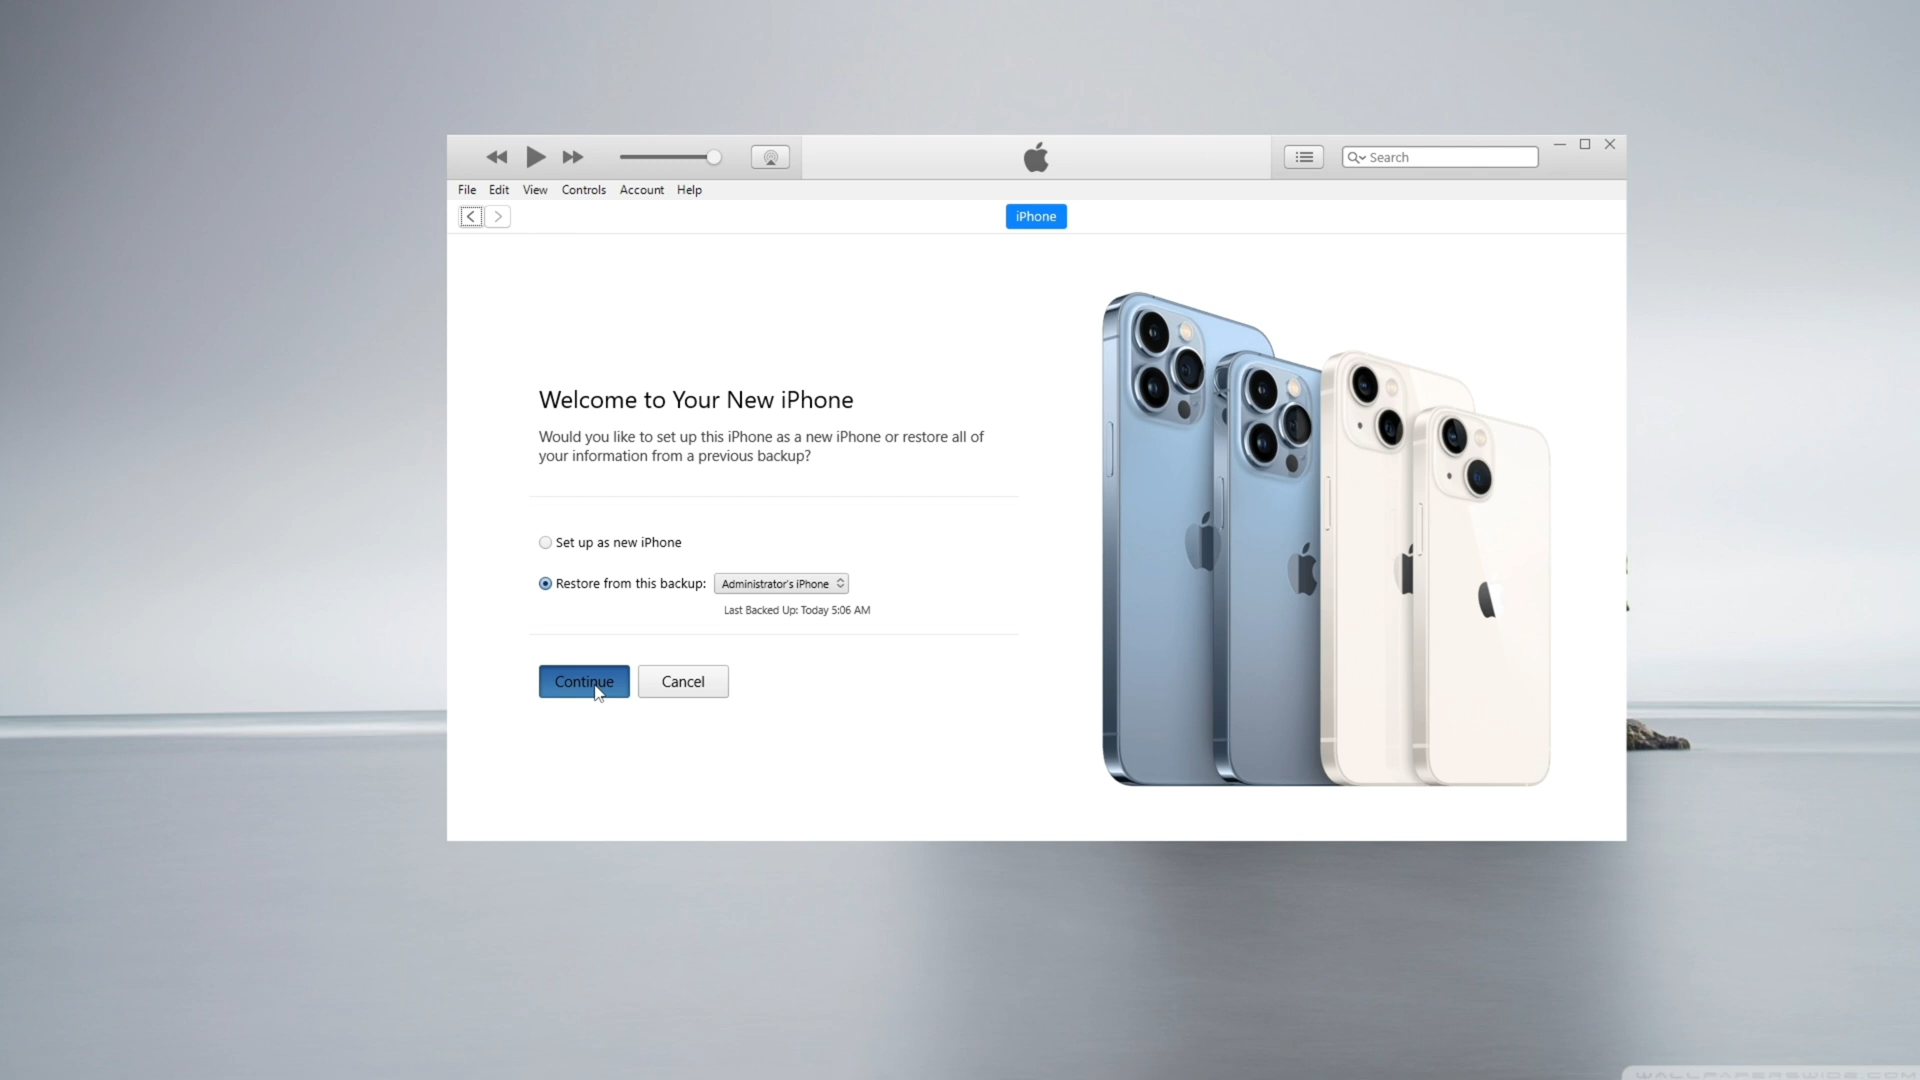 Search
File Edit View Controls Account Help
iPhone
Welcome to Your New iPhone
Would you like to set up this iPhone as a new iPhone or restore all of
your information from a previous backup?
Set up as new iPhone
Restore from this backup: Administrator's iPhone
Last Backed Up: Today 5:06 AM
Continue Cancel
WALLPAPERSWIDE.COM